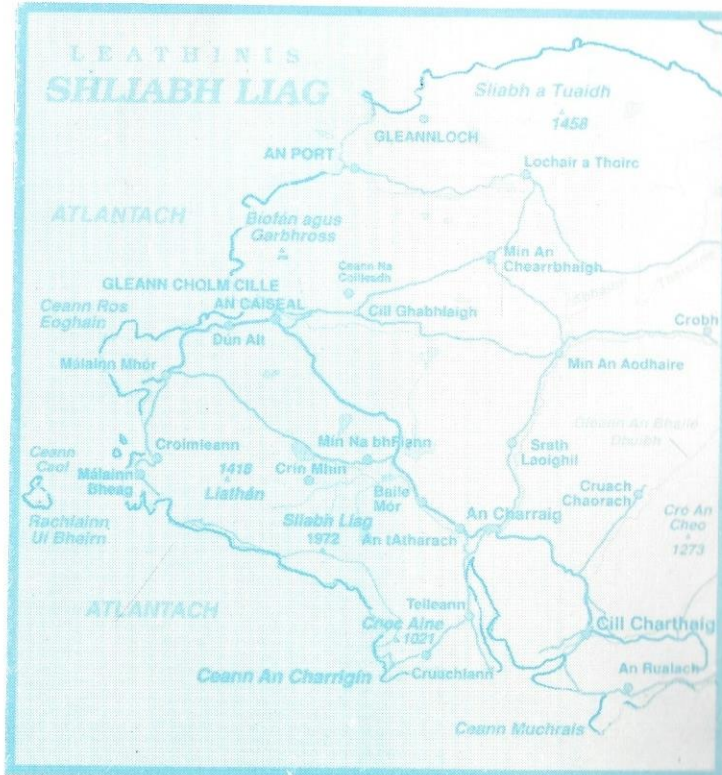 LEATHINIS
SHLIABH LIAG
Sliabh a Tuaidh
1458
GLEANNLOCH
AN PORT
Lochair a Thoirc
ATLANTACH
Biofán agus
Garbhross
Min An
Chearrbhaigh
Ceann Na
Coilleadh
GLEANN CHOLM CILLE
AN CAISEAL
Cill Ghabhlaigh
Ceann Ros
Eoghain
Crobh
Dún Alt
Málainn Mhór
Min An Aodhaire
Gleann An Bhaile
Dhuibh
Min Na bhFiann
Srath
Laoighil
Ceann
Caol
Croimleann
Málainn
Bheag
1418
Liathán
Crin Mhin
Baile
Mór
Cruach
Chaorach
Rachlainn
Uí Bheirn
Sliabh Liag
1972
An Charraig
An tAtharach
Cró An
Cheo
1273
ATLANTACH
Teileann
Cnoc Aine
1021
Cill Charthaig
Ceann An Charrigin
Cruachlann
An Rualach
Ceann Muchrais